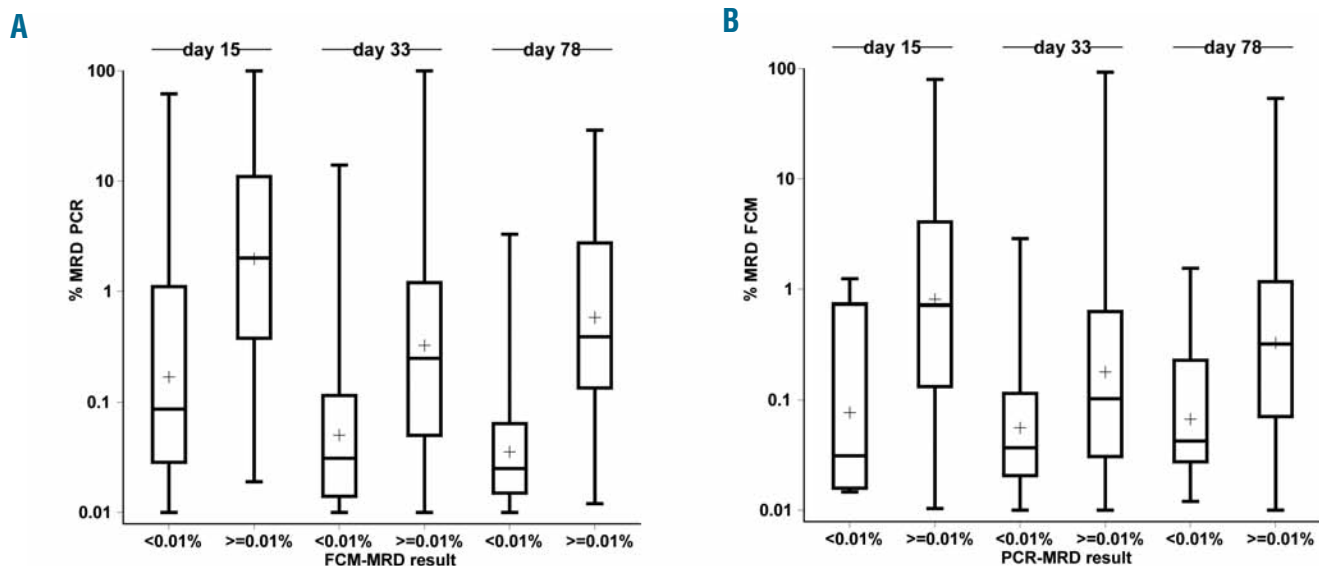 A
day 15 day 33 day 78
% MRD PCR
100
10
1
0.1
0.01
<0.01% >=0.01% <0.01% >=0.01% <0.01% >=0.01%
FCM-MRD result
B
day 15 day 33 day 78
% MRD FCM
100
10
1
0.1
0.01
<0.01% >=0.01% <0.01% >=0.01% <0.01% >=0.01%
PCR-MRD result